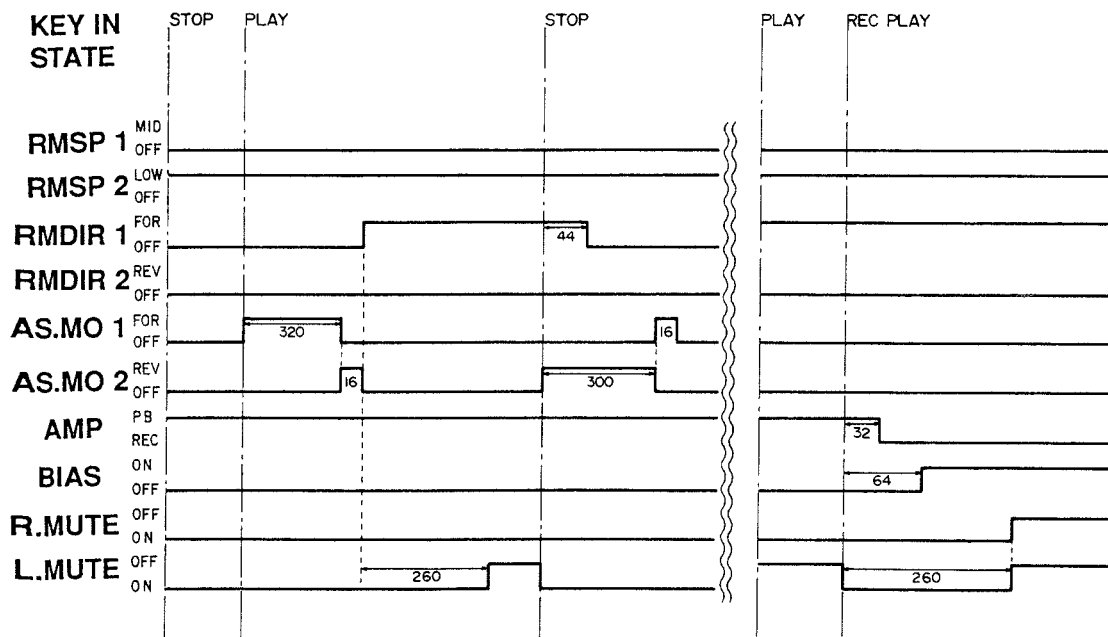 KEY IN STATE
STOP PLAY STOP PLAY REC PLAY
RMSP 1 MID OFF
RMSP 2 LOW OFF
RMDIR 1 FOR OFF 44
RMDIR 2 REV OFF
AS.MO 1 FOR OFF 320 16
AS.MO 2 REV OFF 16 300
AMP PB REC 32
BIAS ON OFF 64
R.MUTE OFF ON
L.MUTE OFF ON 260 260